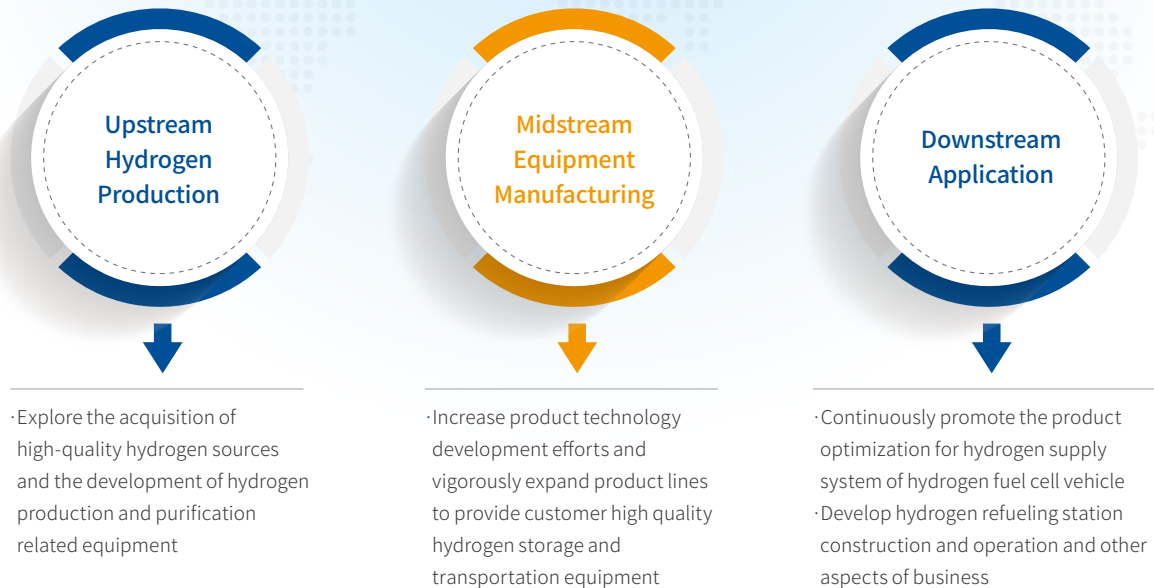 Upstream
Hydrogen
Production
Midstream
Equipment
Manufacturing
Downstream
Application
·Explore the acquisition of
high-quality hydrogen sources
and the development of hydrogen
production and purification
related equipment
·Increase product technology
development efforts and
vigorously expand product lines
to provide customer high quality
hydrogen storage and
transportation equipment
·Continuously promote the product
optimization for hydrogen supply
system of hydrogen fuel cell vehicle
·Develop hydrogen refueling station
construction and operation and other
aspects of business